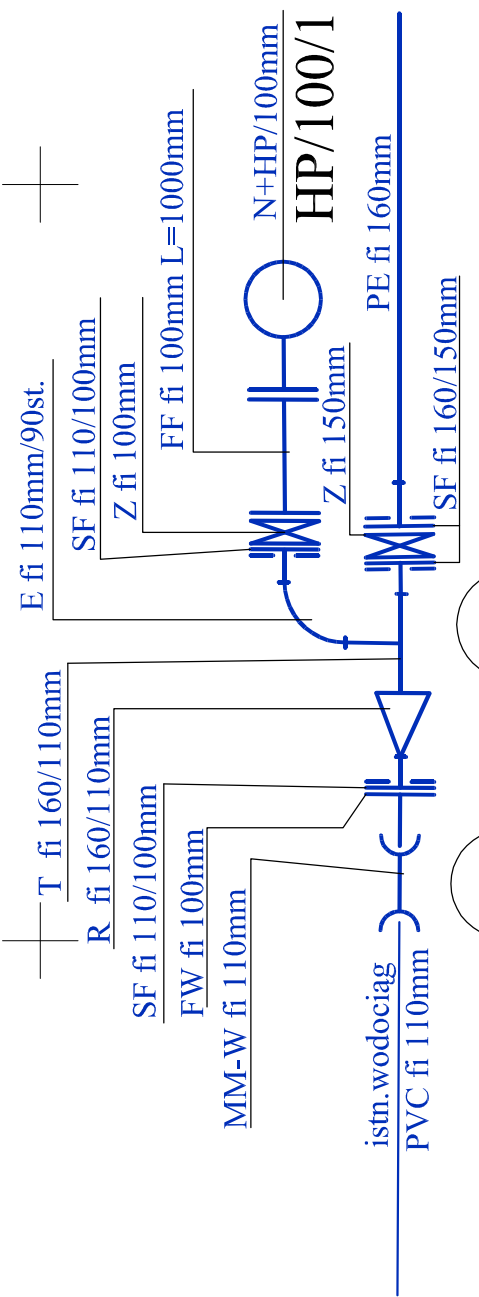 E fi 110mm/90st.
SF fi 110/100mm
Z fi 100mm
FF fi 100mm L=1000mm
N+HP/100mm
HP/100/1
Z fi 150mm
PE fi 160mm
SF fi 160/150mm
T fi 160/110mm
R fi 160/110mm
SF fi 110/100mm
FW fi 100mm
MM-W fi 110mm
istn.wodociąg
PVC fi 110mm